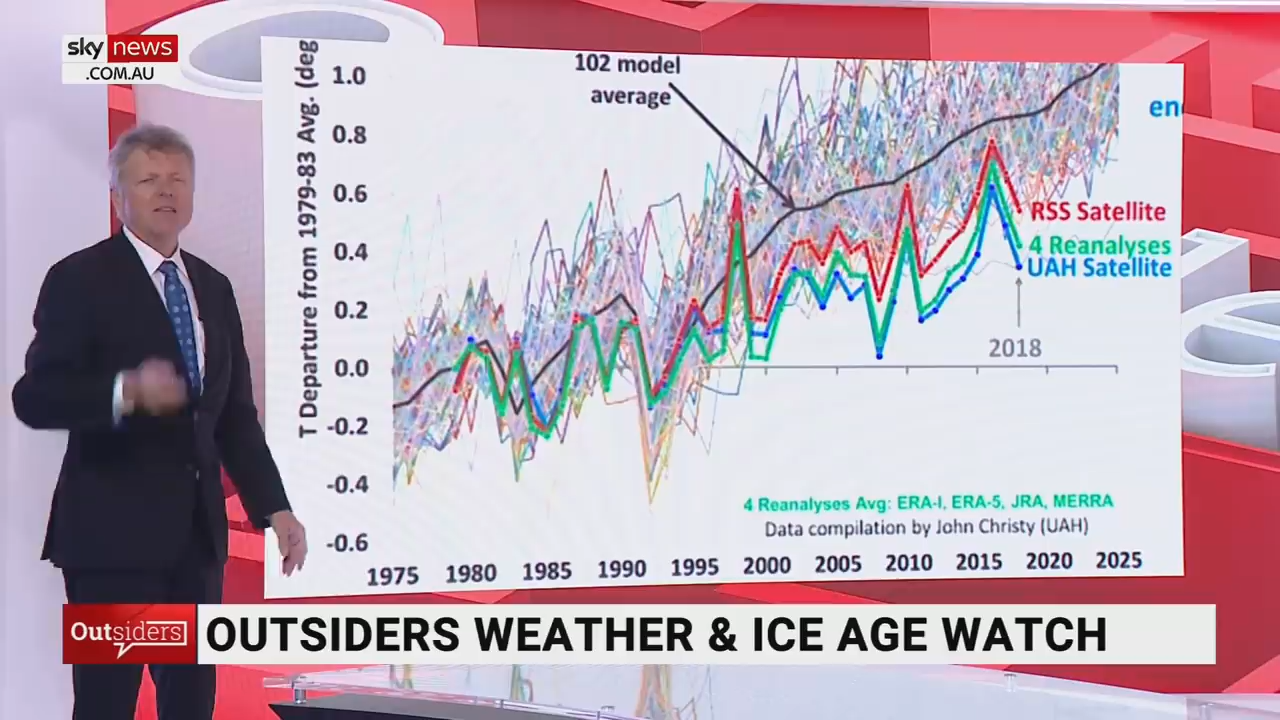 sky news
.COM.AU
T Departure from 1979-83 Avg. (deg
1.0
0.8
0.6
0.4
0.2
0.0
-0.2
-0.4
-0.6
102 model
average
RSS Satellite
4 Reanalyses
UAH Satellite
2018
4 Reanalyses Avg: ERA-I, ERA-5, JRA, MERRA
Data compilation by John Christy (UAH)
1975 1980 1985 1990 1995 2000 2005 2010 2015 2020 2025
Outsiders
OUTSIDERS WEATHER & ICE AGE WATCH